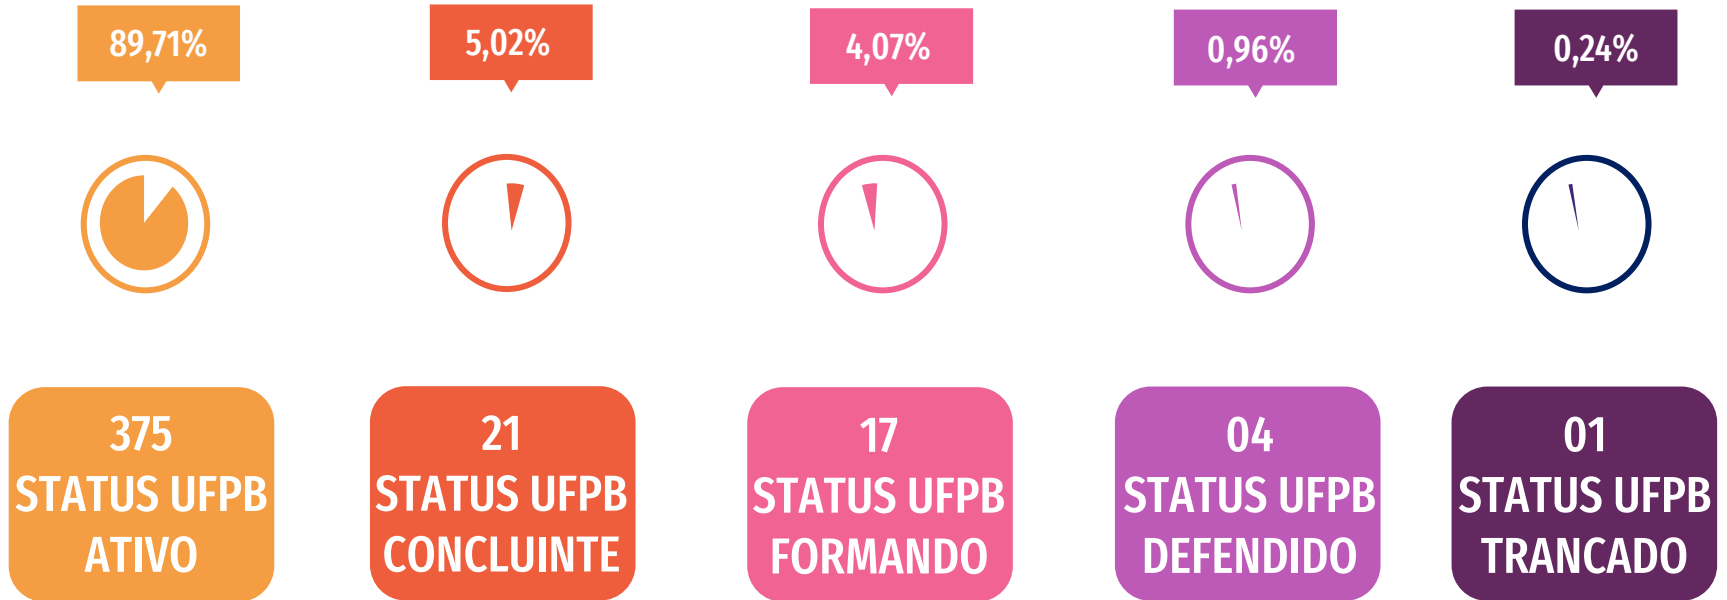 89,71%
5,02%
4,07%
0,96%
0,24%
375
STATUS UFPB
ATIVO
21
STATUS UFPB
CONCLUINTE
17
STATUS UFPB
FORMANDO
04
STATUS UFPB
DEFENDIDO
01
STATUS UFPB
TRANCADO